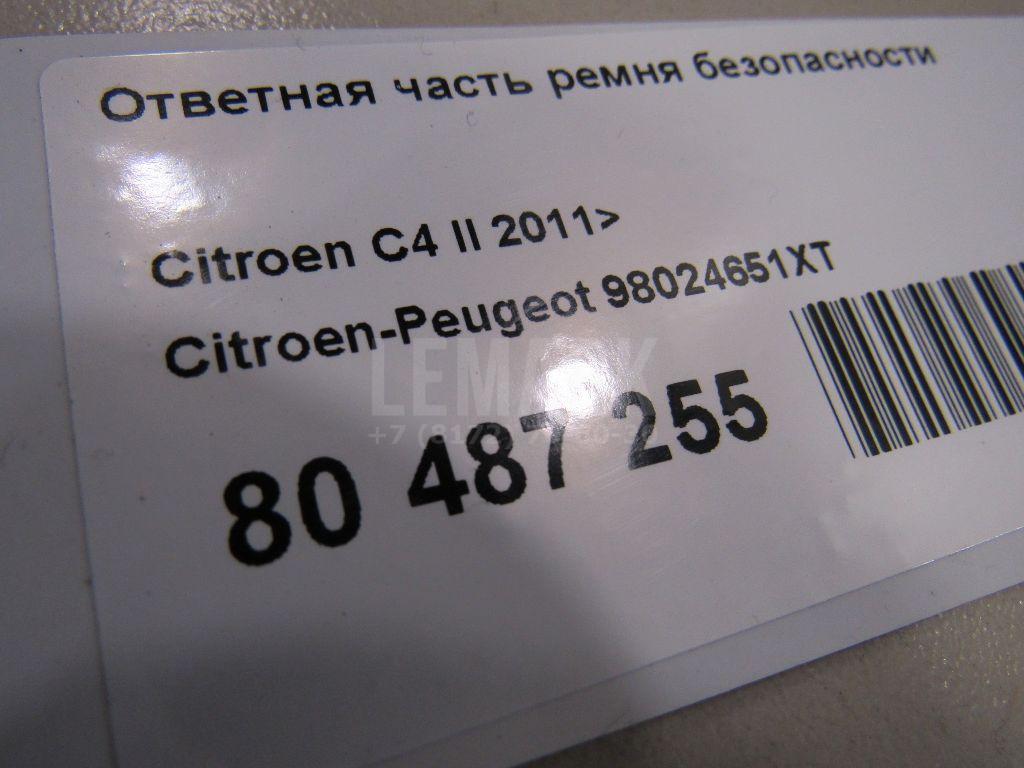 Ответная часть ремня безопасности
Citroen C4 II 2011>
Citroen-Peugeot 98024651XT
80 487 255